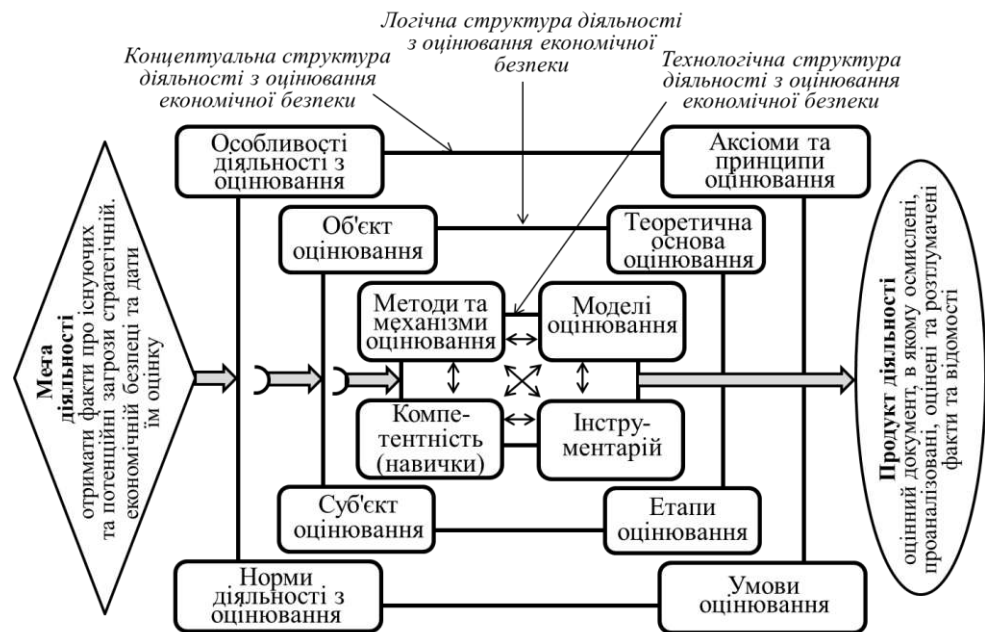 Логічна структура діяльності
з оцінювання економічної
безпеки
Концептуальна структура
діяльності з оцінювання
економічної безпеки
Технологічна структура
діяльності з оцінювання
економічної безпеки
Особливості
діяльності з
оцінювання
Аксіоми та
принципи
оцінювання
Об'єкт
оцінювання
Теоретична
основа
оцінювання
Методи та
механізми
оцінювання
Моделі
оцінювання
Мета
діяльності
отримати факти про існуючих
та потенційні загрози стратегічній.
економічній безпеці та дати
їм оцінку
Компе-
тентність
(навички)
Інстру-
ментарій
Продукт діяльності
оцінний документ, в якому осмислені,
проаналізовані, оцінені та розтлумачені
факти та відомості
Суб'єкт
оцінювання
Етапи
оцінювання
Норми
діяльності з
оцінювання
Умови
оцінювання